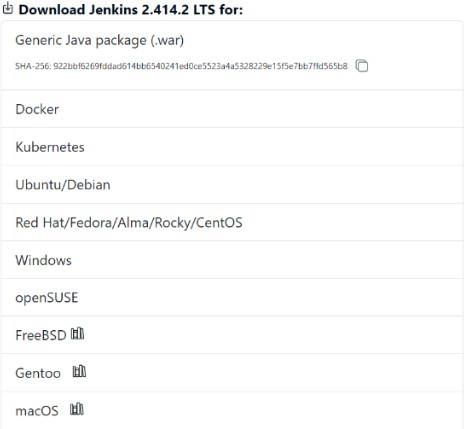 Download Jenkins 2.414.2 LTS for:
Generic Java package (.war)
SHA-256: 922bbf6269fddad614bb6540241ed0ce5523a4a5328229e15f5e7bb7ffd565b8
Docker
Kubernetes
Ubuntu/Debian
Red Hat/Fedora/Alma/Rocky/CentOS
Windows
openSUSE
FreeBSD
Gentoo
macOS